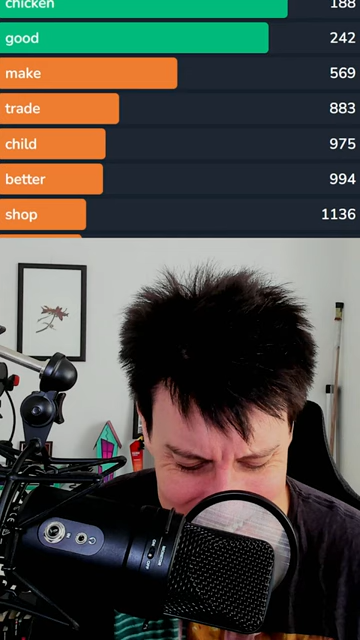 chicken 188
good 242
make 569
trade 883
child 975
better 994
shop 1136